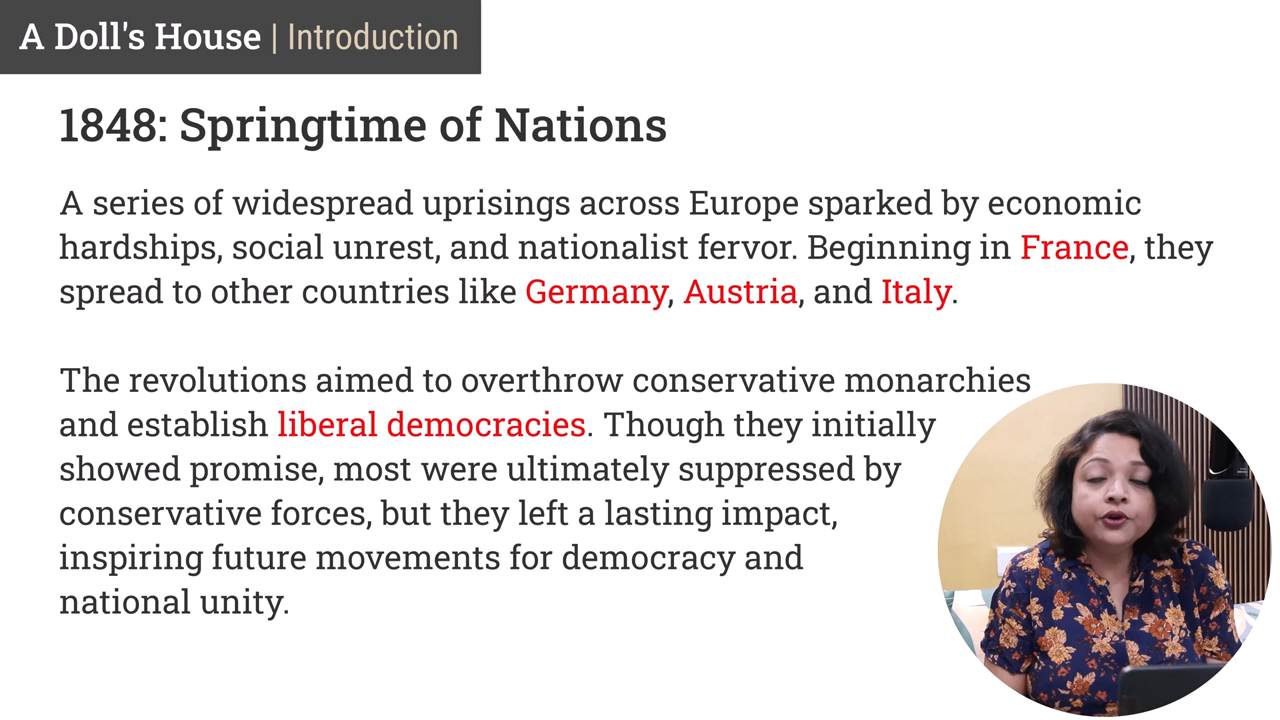 A Doll's House | Introduction
1848: Springtime of Nations
A series of widespread uprisings across Europe sparked by economic
hardships, social unrest, and nationalist fervor. Beginning in France, they
spread to other countries like Germany, Austria, and Italy.
The revolutions aimed to overthrow conservative monarchies
and establish liberal democracies. Though they initially
showed promise, most were ultimately suppressed by
conservative forces, but they left a lasting impact,
inspiring future movements for democracy and
national unity.